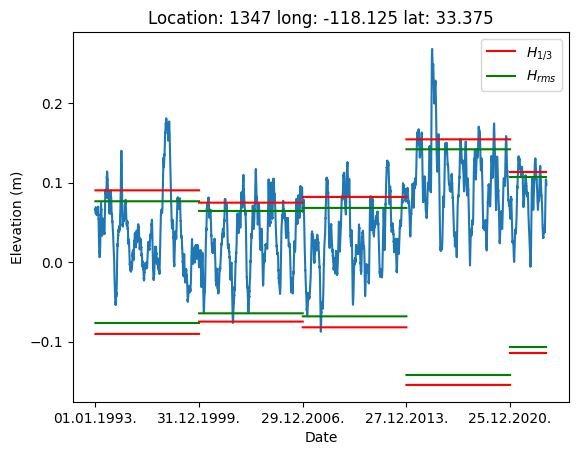 Location: 1347 long: -118.125 lat: 33.375
H1/3
Hrms
0.2
0.1
0.0
−0.1
Elevation (m)
01.01.1993. 31.12.1999. 29.12.2006. 27.12.2013. 25.12.2020.
Date